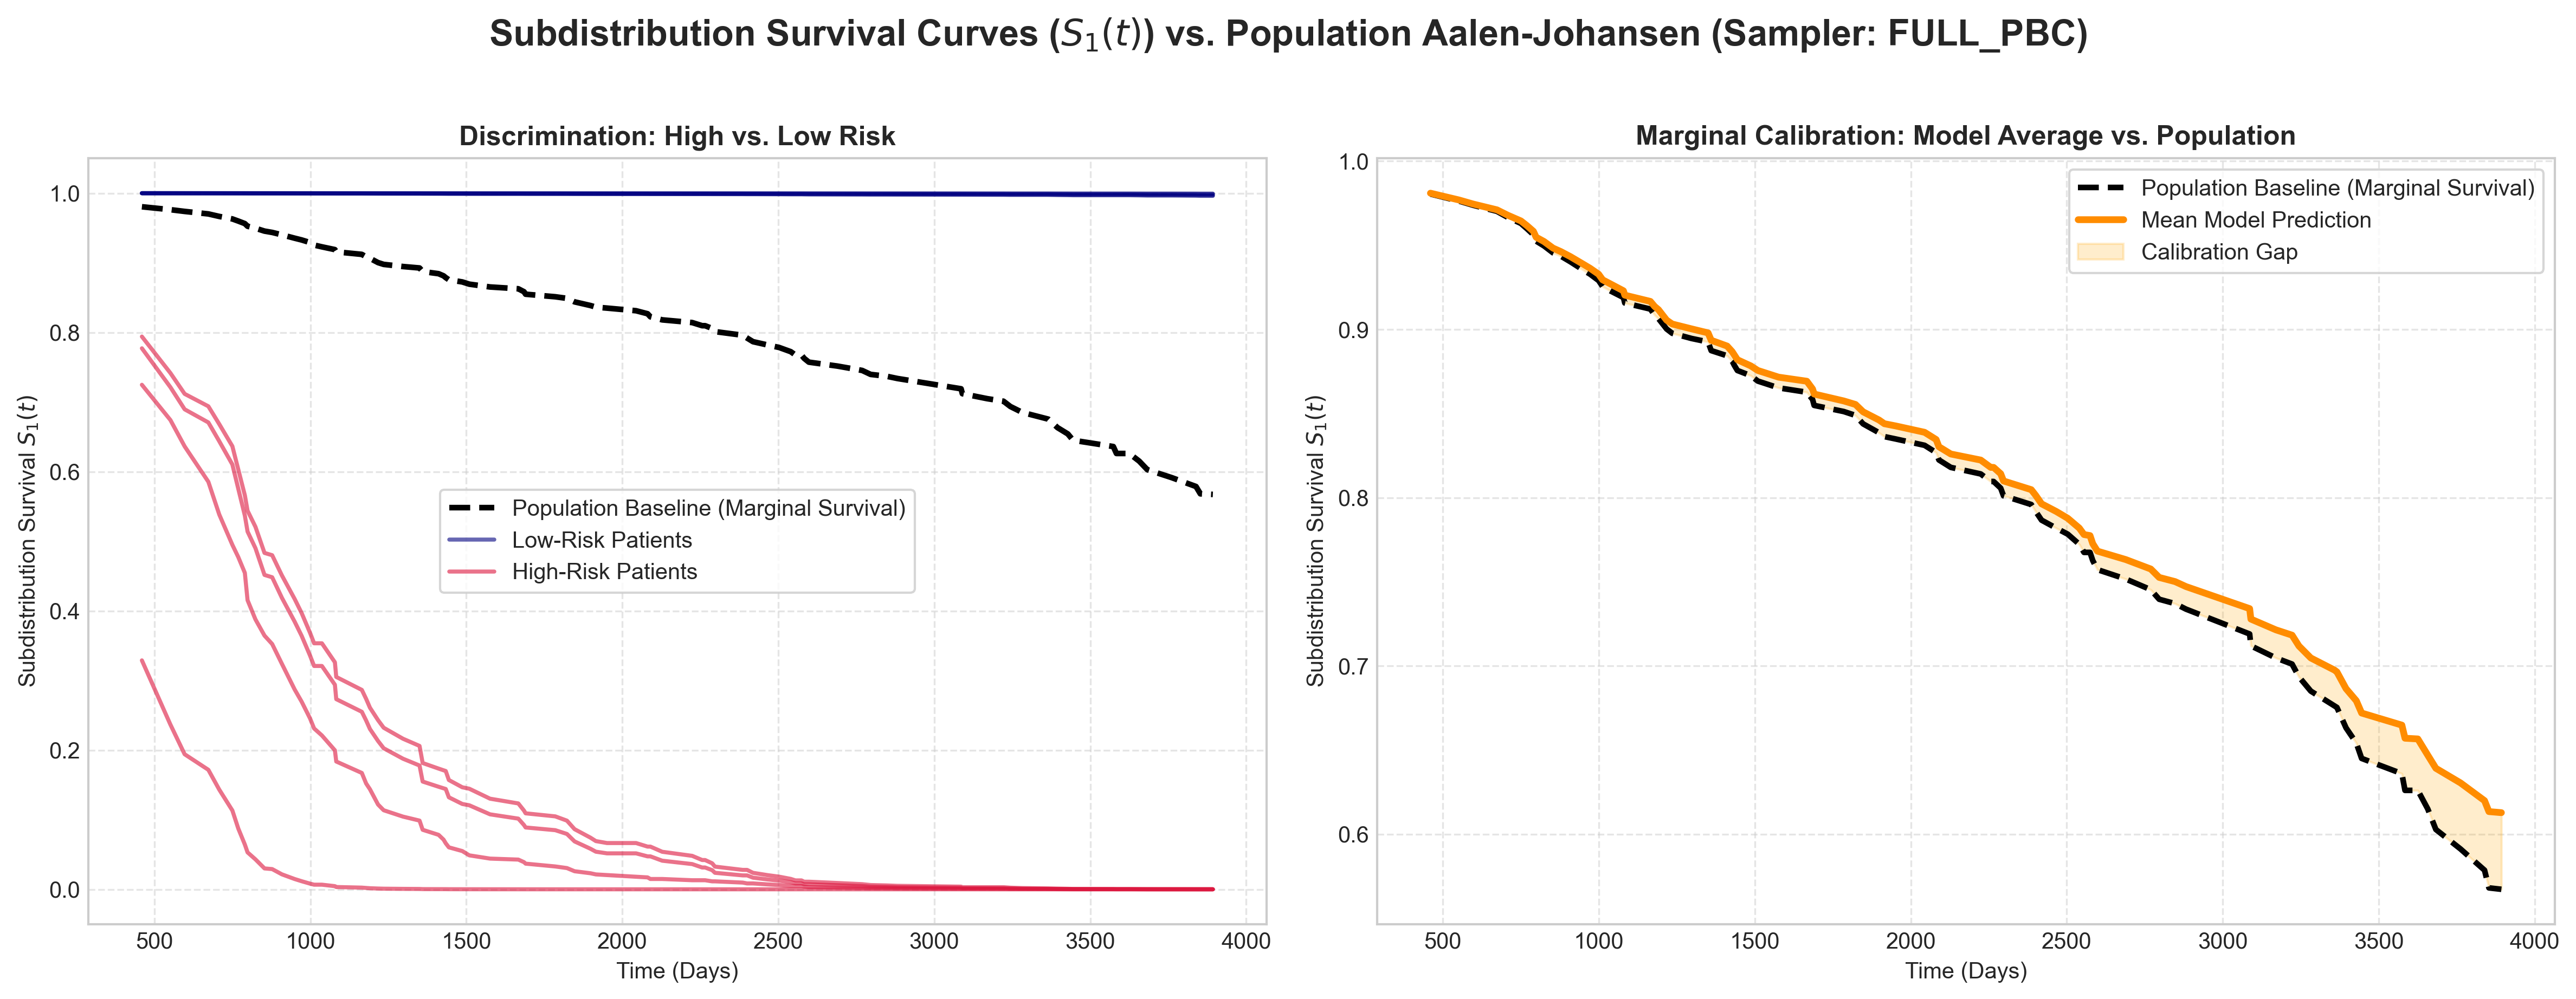 Subdistribution Survival Curves (S₁(t)) vs. Population Aalen-Johansen (Sampler: FULL_PBC)
Discrimination: High vs. Low Risk
Subdistribution Survival S₁(t)
1.0
0.8
0.6
0.4
0.2
0.0
Population Baseline (Marginal Survival)
Low-Risk Patients
High-Risk Patients
500 1000 1500 2000 2500 3000 3500 4000
Time (Days)
Marginal Calibration: Model Average vs. Population
Subdistribution Survival S₁(t)
1.0
0.9
0.8
0.7
0.6
Population Baseline (Marginal Survival)
Mean Model Prediction
Calibration Gap
500 1000 1500 2000 2500 3000 3500 4000
Time (Days)